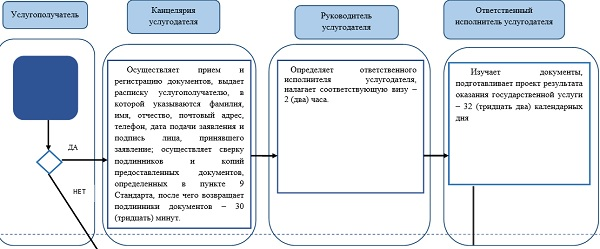 Услугополучатель
Канцелярия
услугодателя
Руководитель
услугодателя
Ответственный
исполнитель услугодателя
Осуществляет прием и
регистрацию документов, выдает
расписку услугополучателю, в
которой указываются фамилия,
имя, отчество, почтовый адрес,
телефон, дата подачи заявления и
подпись лица, принявшего
заявление; осуществляет сверку
подлинников и копий
предоставленных документов,
определенных в пункте 9
Стандарта, после чего возвращает
подлинники документов – 30
(тридцать) минут.
Определяет ответственного
исполнителя услугодателя,
налагает соответствующую визу –
2 (два) часа.
Изучает документы,
подготавливает проект результата
оказания государственной услуги
– 32 (тридцать два) календарных
дня
ДА
НЕТ